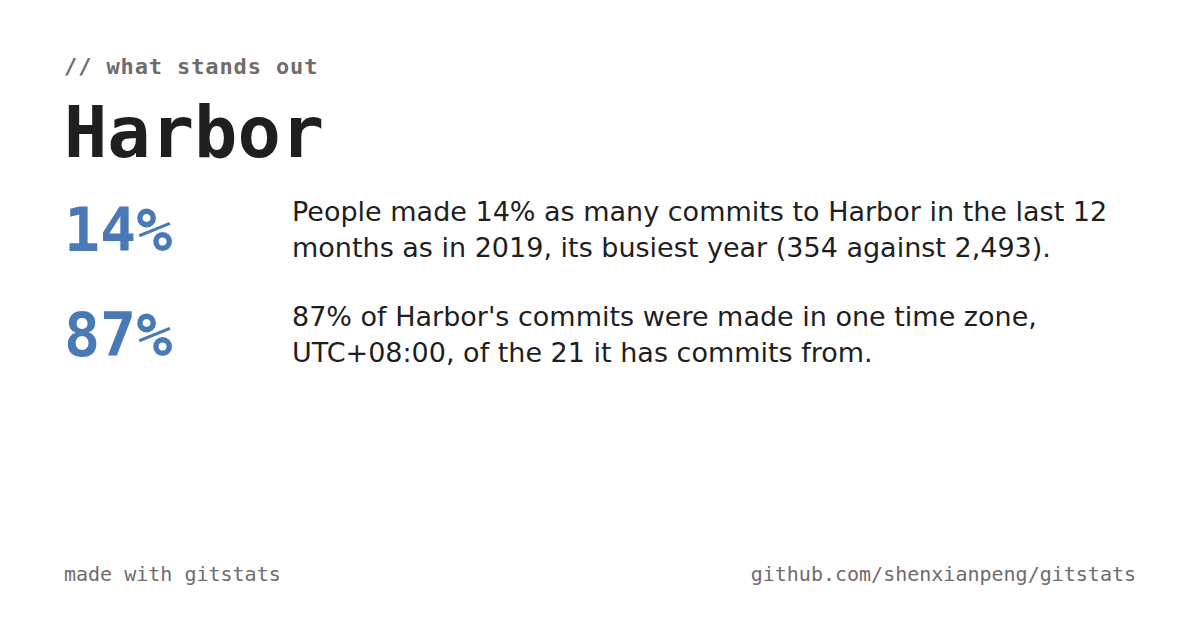 // what stands out
Harbor
14%
People made 14% as many commits to Harbor in the last 12
months as in 2019, its busiest year (354 against 2,493).
87%
87% of Harbor's commits were made in one time zone,
UTC+08:00, of the 21 it has commits from.
made with gitstats
github.com/shenxianpeng/gitstats